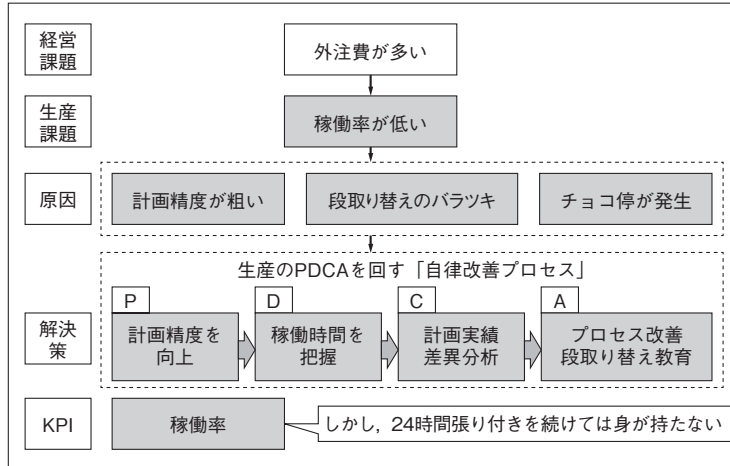 経営
課題
外注費が多い
生産
課題
稼働率が低い
原因
計画精度が粗い
段取り替えのバラツキ
チョコ停が発生
生産のPDCAを回す「自律改善プロセス」
解決
策
P
計画精度を
向上
D
稼働時間を
把握
C
計画実績
差異分析
A
プロセス改善
段取り替え教育
KPI
稼働率
しかし，24時間張り付きを続けては身が持たない